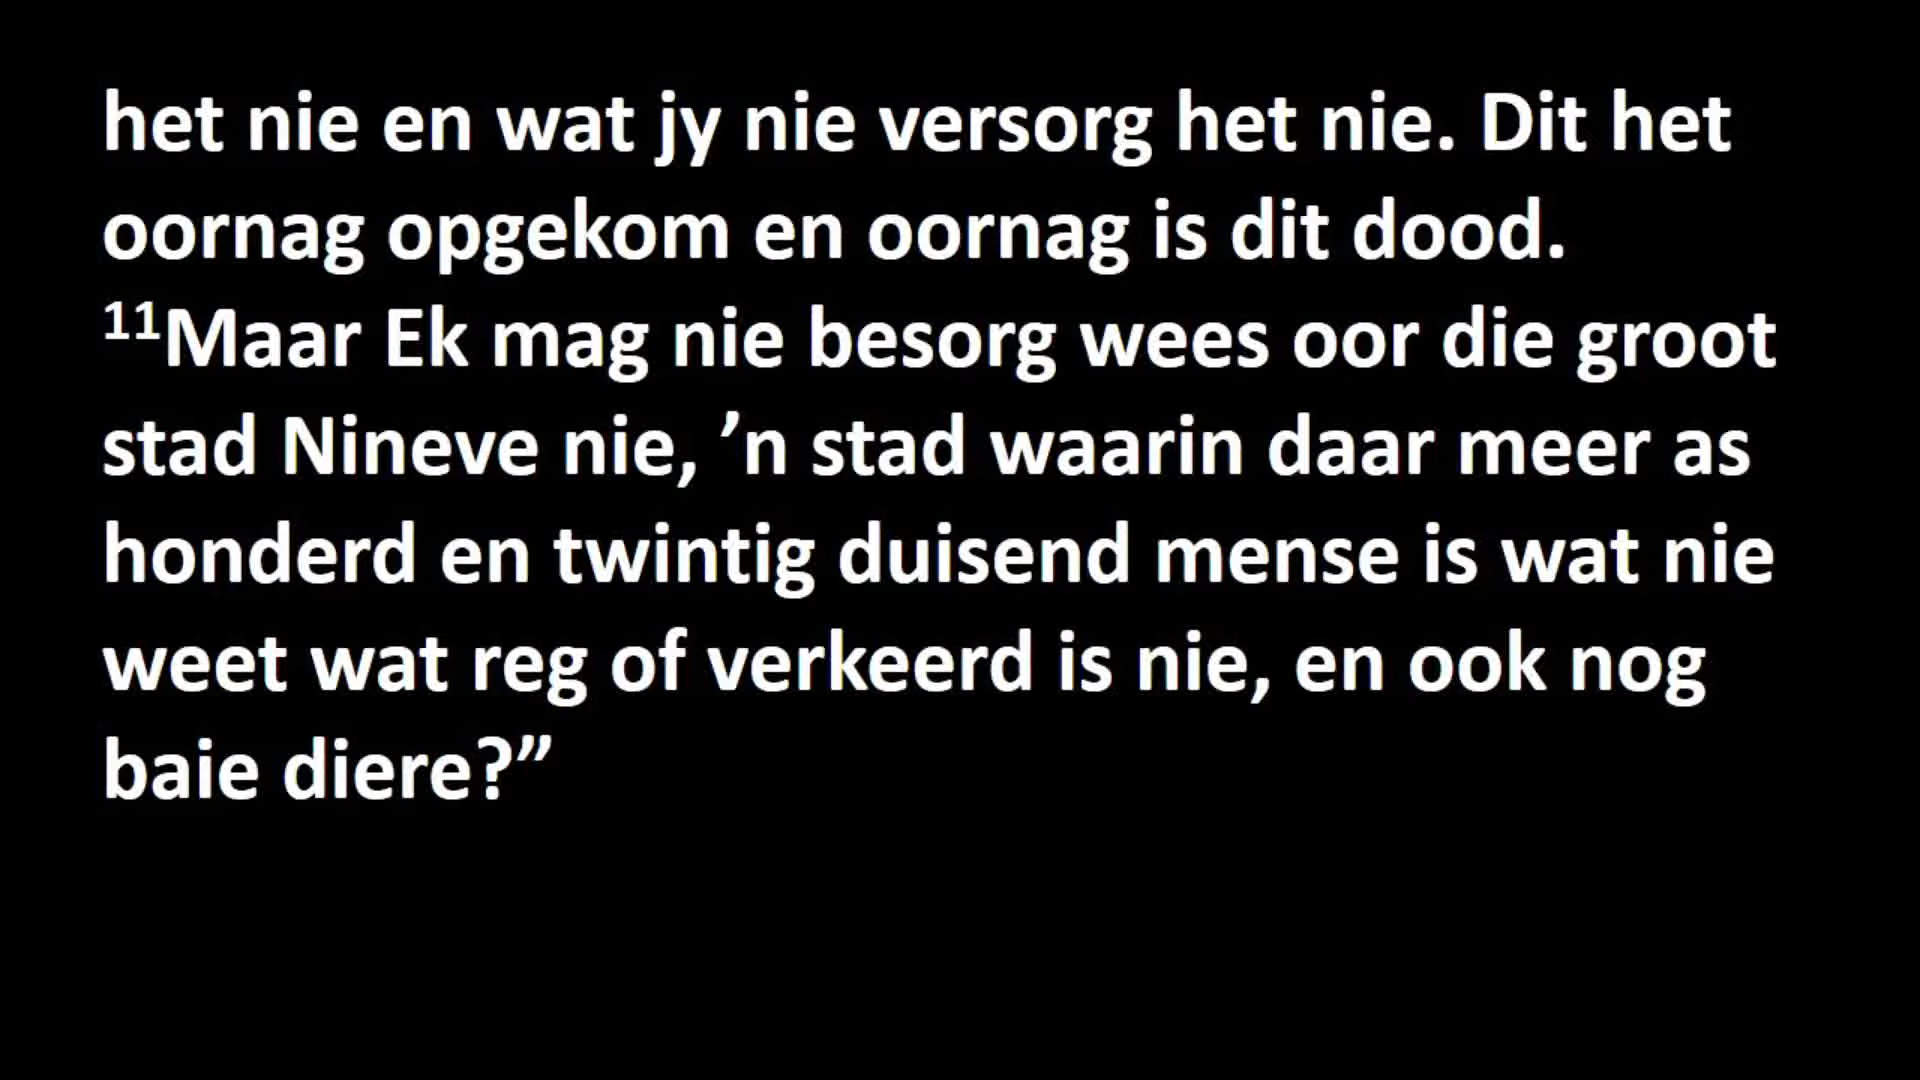 het nie en wat jy nie versorg het nie. Dit het
oornag opgekom en oornag is dit dood.
¹¹Maar Ek mag nie besorg wees oor die groot
stad Nineve nie, ’n stad waarin daar meer as
honderd en twintig duisend mense is wat nie
weet wat reg of verkeerd is nie, en ook nog
baie diere?”